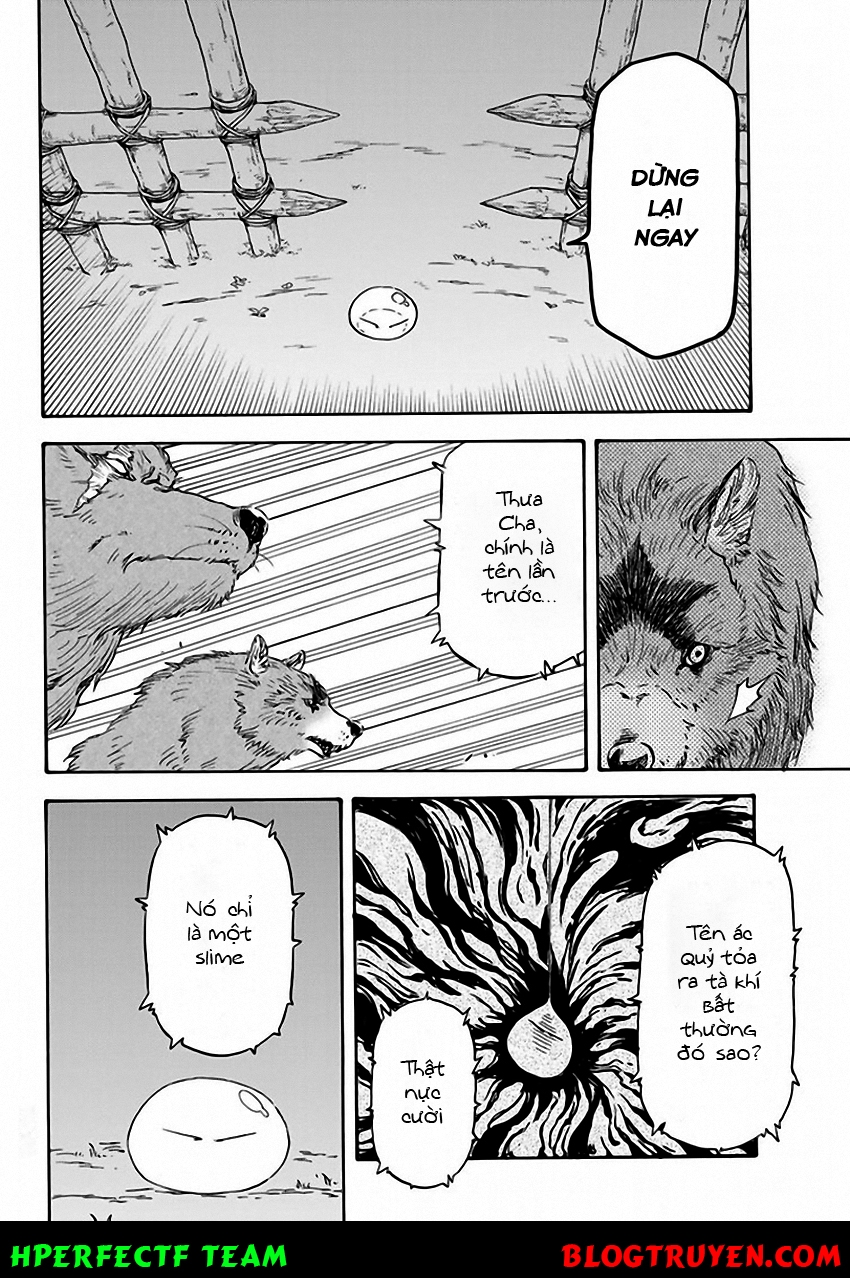 DỪNG
LẠI
NGAY
Thưa
Cha,
chính là
tên lần
trước...
Tên ác
Quỷ tỏa
ra tà khí
Bất
thường
đó sao?
Thật
nực
cười
Nó chỉ
là một
slime
HPERFECTF TEAM
BLOGTRUYEN.COM